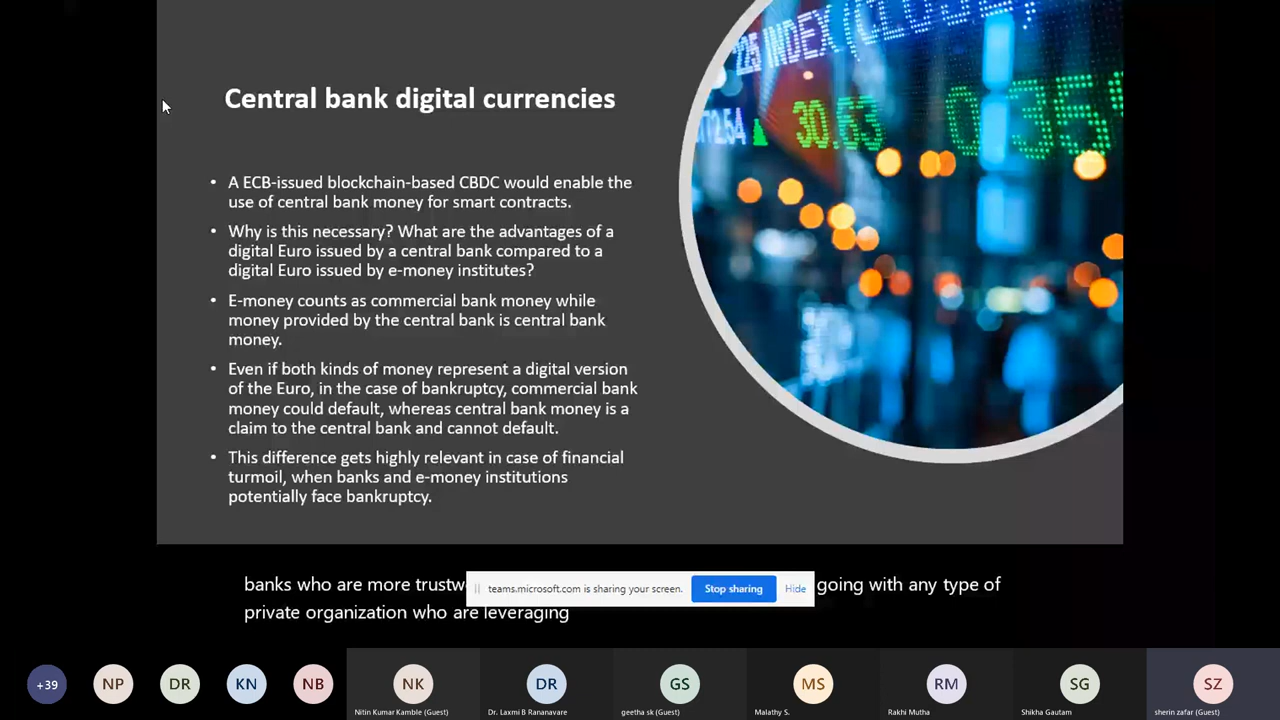 225 INDEX (
30.63
0.35
Central bank digital currencies
• A ECB-issued blockchain-based CBDC would enable the
use of central bank money for smart contracts.
• Why is this necessary? What are the advantages of a
digital Euro issued by a central bank compared to a
digital Euro issued by e-money institutes?
• E-money counts as commercial bank money while
money provided by the central bank is central bank
money.
• Even if both kinds of money represent a digital version
of the Euro, in the case of bankruptcy, commercial bank
money could default, whereas central bank money is a
claim to the central bank and cannot default.
• This difference gets highly relevant in case of financial
turmoil, when banks and e-money institutions
potentially face bankruptcy.
banks who are more going with any type of
teams.microsoft.com is sharing your screen. Stop sharing Hide
private organization who are leveraging
+39 NP DR KN NB NK DR GS MS RM SG SZ
Nitin Kumar Kamble (Guest) Dr. Laxmi B Rananavare geetha sk (Guest) Malathy S. Rakhi Mutha Shikha Gautam sherin zafar (Guest)